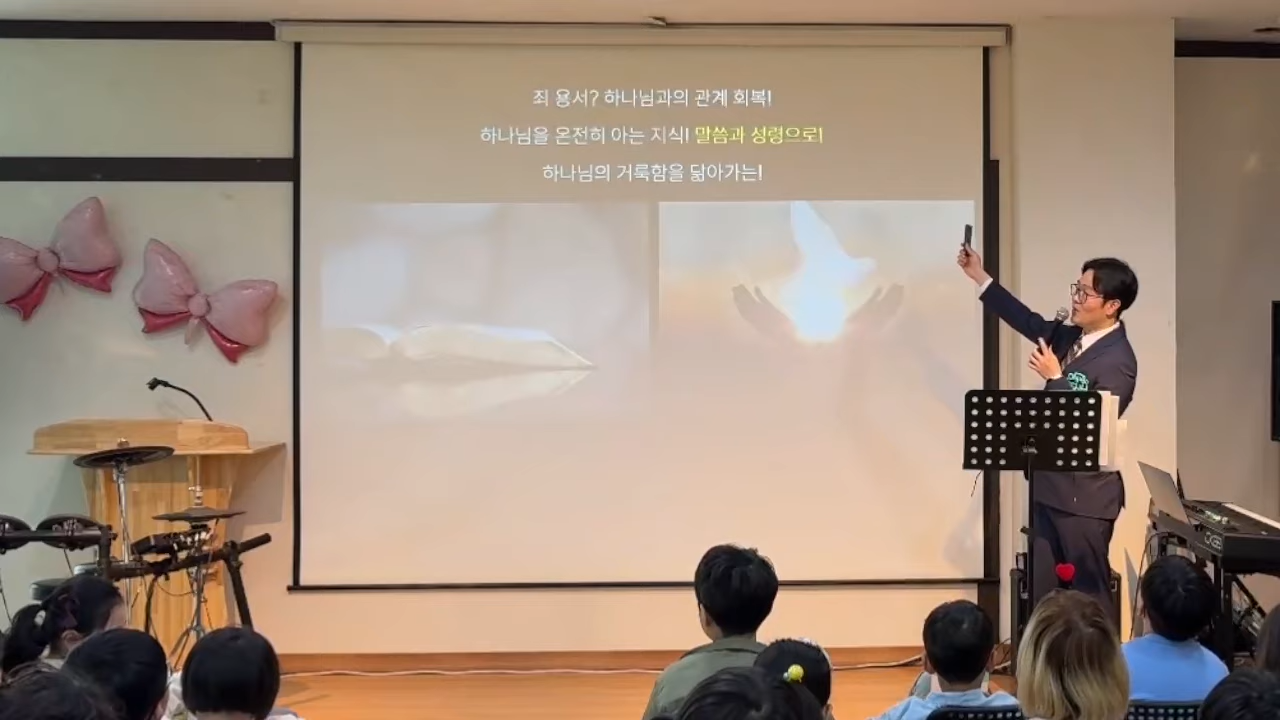 죄 용서? 하나님과의 관계 회복!
하나님을 온전히 아는 지식! 말씀과 성령으로!
하나님의 거룩함을 닮아가는!